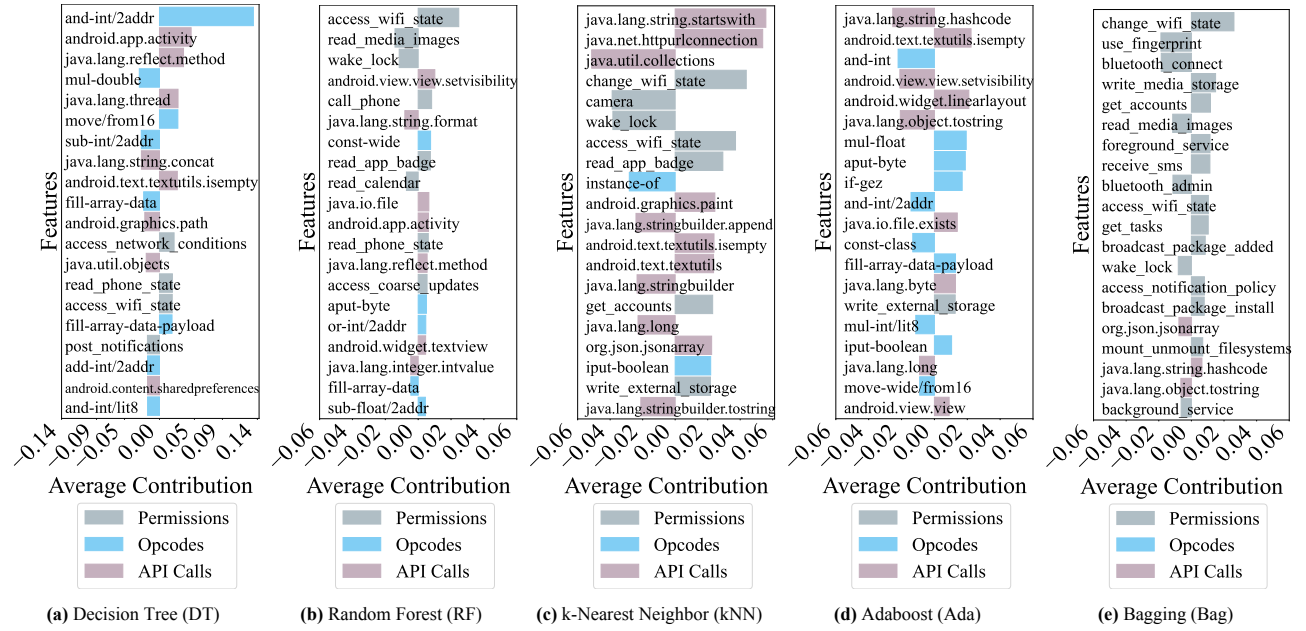 Features
and-int/2addr
android.app.activity
java.lang.reflect.method
mul-double
java.lang.thread
move/from16
sub-int/2addr
java.lang.string.concat
android.text.textutils.isempty
fill-array-data
android.graphics.path
access_network_conditions
java.util.objects
read_phone_state
access_wifi_state
fill-array-data-payload
post_notifications
add-int/2addr
android.content.sharedpreferences
and-int/lit8
−0.14
−0.09
−0.05
0.00
0.05
0.09
0.14
Average Contribution
Permissions
Opcodes
API Calls
(a) Decision Tree (DT)
Features
access_wifi_state
read_media_images
wake_lock
android.view.view.setvisibility
call_phone
java.lang.string.format
const-wide
read_app_badge
read_calendar
java.io.file
android.app.activity
read_phone_state
java.lang.reflect.method
access_coarse_updates
aput-byte
or-int/2addr
android.widget.textview
java.lang.integer.intvalue
fill-array-data
sub-float/2addr
−0.06
−0.04
−0.02
0.00
0.02
0.04
0.06
Average Contribution
Permissions
Opcodes
API Calls
(b) Random Forest (RF)
Features
java.lang.string.startswith
java.net.httpurlconnection
java.util.collections
change_wifi_state
camera
wake_lock
access_wifi_state
read_app_badge
instance-of
android.graphics.paint
java.lang.stringbuilder.append
android.text.textutils.isempty
android.text.textutils
java.lang.stringbuilder
get_accounts
java.lang.long
org.json.jsonarray
iput-boolean
write_external_storage
java.lang.stringbuilder.tostring
−0.06
−0.04
−0.02
0.00
0.02
0.04
0.06
Average Contribution
Permissions
Opcodes
API Calls
(c) k-Nearest Neighbor (kNN)
Features
java.lang.string.hashcode
android.text.textutils.isempty
and-int
android.view.view.setvisibility
android.widget.linearlayout
java.lang.object.tostring
mul-float
aput-byte
if-gez
and-int/2addr
java.io.file.exists
const-class
fill-array-data-payload
java.lang.byte
write_external_storage
mul-int/lit8
iput-boolean
java.lang.long
move-wide/from16
android.view.view
−0.06
−0.04
−0.02
0.00
0.02
0.04
0.06
Average Contribution
Permissions
Opcodes
API Calls
(d) Adaboost (Ada)
Features
change_wifi_state
use_fingerprint
bluetooth_connect
write_media_storage
get_accounts
read_media_images
foreground_service
receive_sms
bluetooth_admin
access_wifi_state
get_tasks
broadcast_package_added
wake_lock
access_notification_policy
broadcast_package_install
org.json.jsonarray
mount_unmount_filesystems
java.lang.string.hashcode
java.lang.object.tostring
background_service
−0.06
−0.04
−0.02
0.00
0.02
0.04
0.06
Average Contribution
Permissions
Opcodes
API Calls
(e) Bagging (Bag)